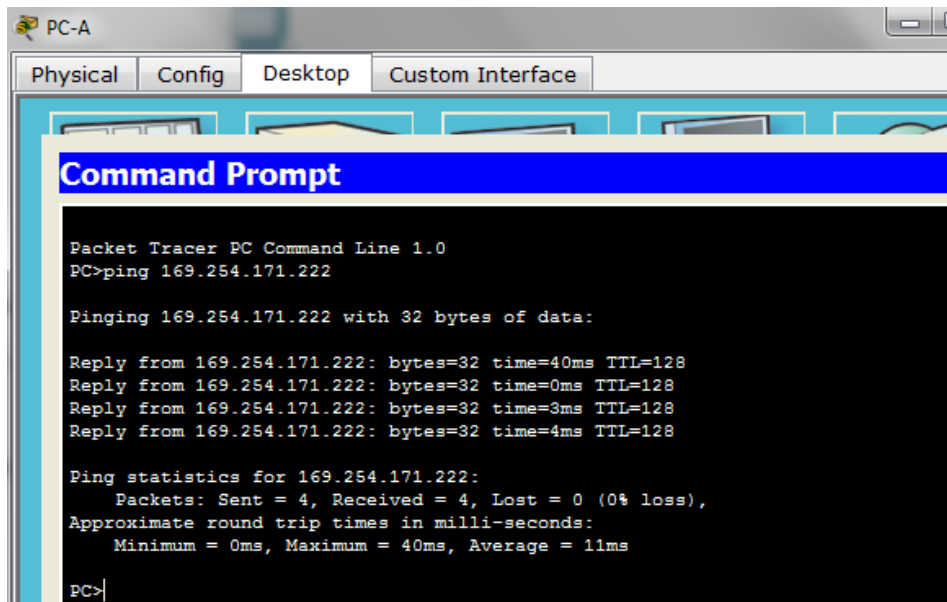 PC-A
Physical Config Desktop Custom Interface
Command Prompt
Packet Tracer PC Command Line 1.0
PC>ping 169.254.171.222
Pinging 169.254.171.222 with 32 bytes of data:
Reply from 169.254.171.222: bytes=32 time=40ms TTL=128
Reply from 169.254.171.222: bytes=32 time=0ms TTL=128
Reply from 169.254.171.222: bytes=32 time=3ms TTL=128
Reply from 169.254.171.222: bytes=32 time=4ms TTL=128
Ping statistics for 169.254.171.222:
Packets: Sent = 4, Received = 4, Lost = 0 (0% loss),
Approximate round trip times in milli-seconds:
Minimum = 0ms, Maximum = 40ms, Average = 11ms
PC>